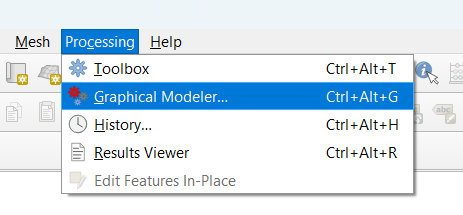 Mesh Processing Help
Toolbox Ctrl+Alt+T
Graphical Modeler... Ctrl+Alt+G
History... Ctrl+Alt+H
Results Viewer Ctrl+Alt+R
Edit Features In-Place